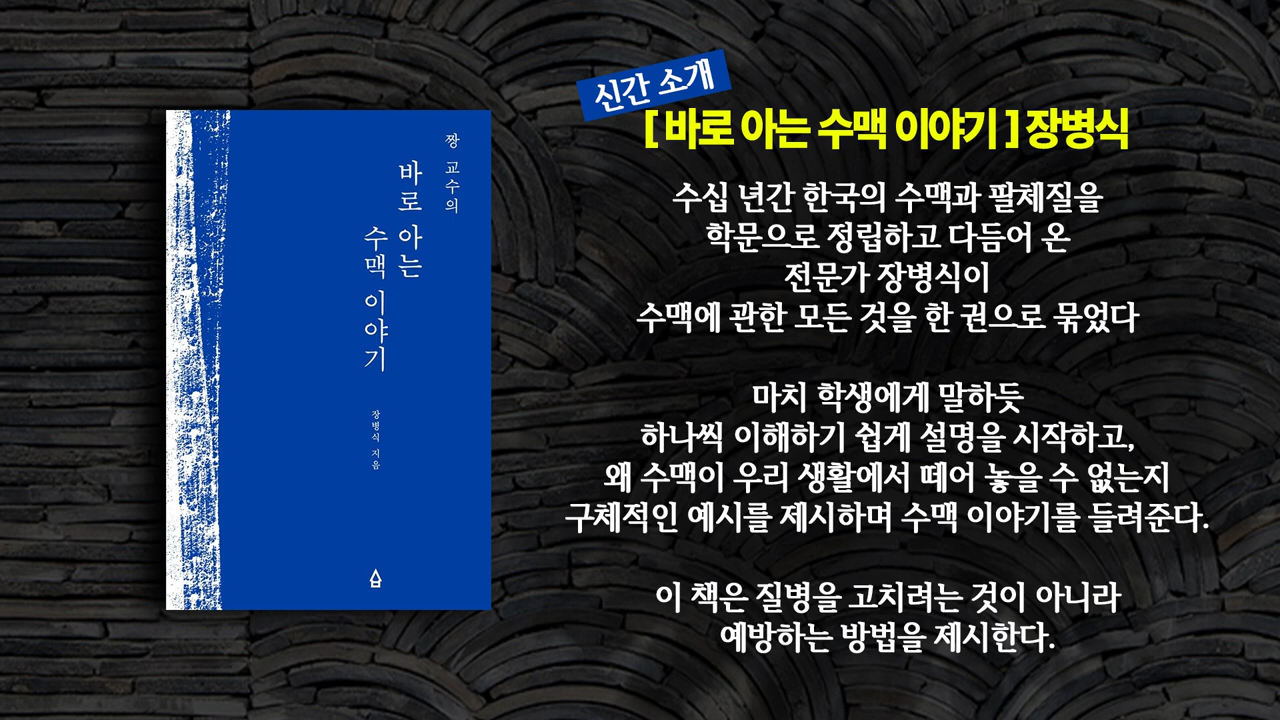 짱 교수의
바로 아는
수맥 이야기
장병식 지음
신간 소개
[ 바로 아는 수맥 이야기 ] 장병식
수십 년간 한국의 수맥과 팔체질을
학문으로 정립하고 다듬어 온
전문가 장병식이
수맥에 관한 모든 것을 한 권으로 묶었다
마치 학생에게 말하듯
하나씩 이해하기 쉽게 설명을 시작하고,
왜 수맥이 우리 생활에서 떼어 놓을 수 없는지
구체적인 예시를 제시하며 수맥 이야기를 들려준다.
이 책은 질병을 고치려는 것이 아니라
예방하는 방법을 제시한다.